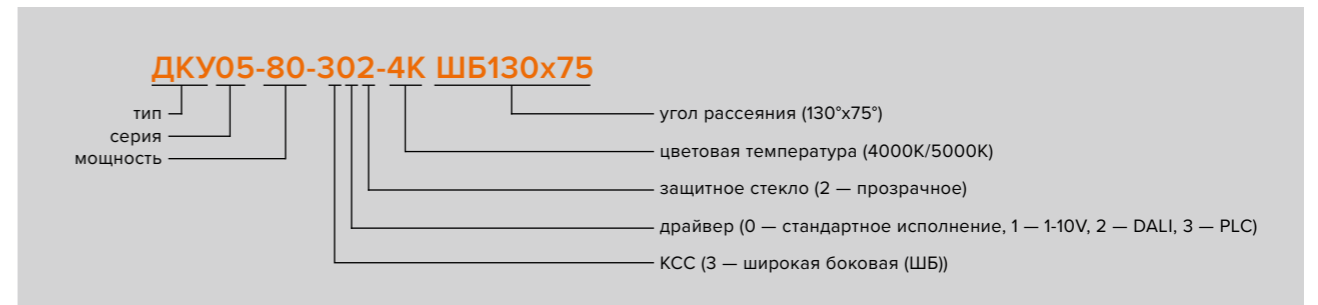 ДКУ05-80-302-4К ШБ130х75
тип
серия
мощность
угол рассеяния (130°х75°)
цветовая температура (4000К/5000К)
защитное стекло (2 — прозрачное)
драйвер (0 — стандартное исполнение, 1 — 1-10V, 2 — DALI, 3 — PLC)
КСС (3 — широкая боковая (ШБ))